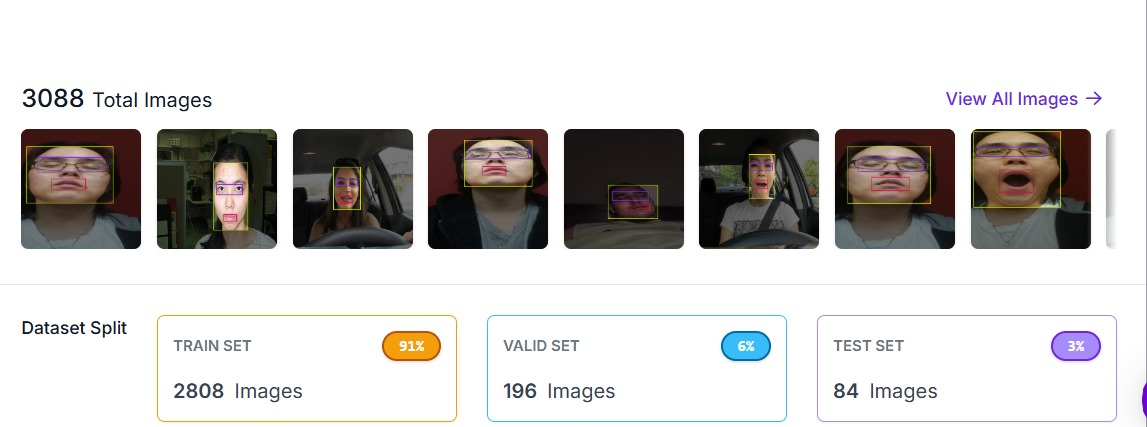 3088 Total Images
View All Images →
Dataset Split
TRAIN SET 91%
2808 Images
VALID SET 6%
196 Images
TEST SET 3%
84 Images